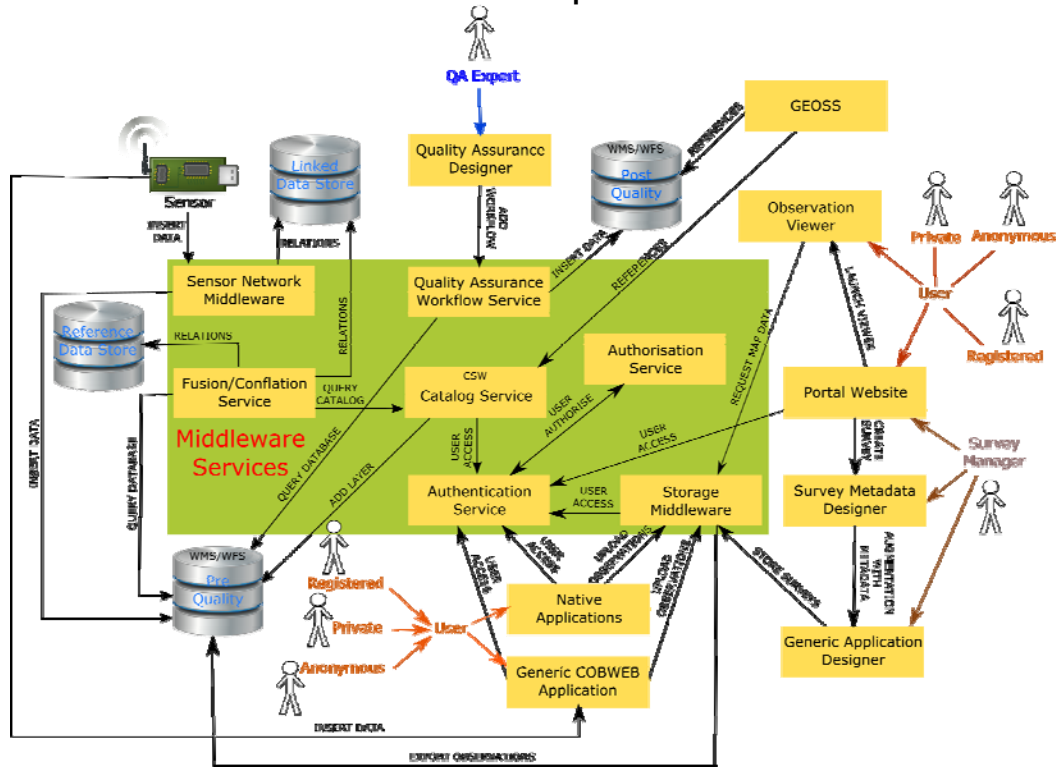 QA Expert
GEOSS
REFERENCES
WMS/WFS
Post
Quality
Linked
Data Store
Quality Assurance
Designer
Sensor
INSERT
DATA
RELATIONS
ADD
WORKFLOW
INSERT DATA
REFERENCES
Observation
Viewer
Private
Anonymous
User
Registered
LAUNCH VIEWER
Sensor Network
Middleware
Quality Assurance
Workflow Service
Reference
Data Store
RELATIONS
RELATIONS
Authorisation
Service
REQUEST MAP DATA
Fusion/Conflation
Service
QUERY
CATALOG
CSW
Catalog Service
USER
AUTHORISE
Portal Website
Middleware
Services
INSERT DATA
QUERY DATABASE
QUERY DATABASE
ADD LAYER
USER
ACCESS
USER
ACCESS
CREATE
SURVEY
Survey
Manager
Authentication
Service
USER
ACCESS
Storage
Middleware
Survey Metadata
Designer
WMS/WFS
Pre
Quality
Registered
Private
User
Anonymous
USER
ACCESS
USER
ACCESS
UPLOAD
OBSERVATIONS
UPLOAD
OBSERVATIONS
STORE SURVEYS
AUGMENTATION
WITH
METADATA
Native
Applications
Generic COBWEB
Application
Generic Application
Designer
INSERT DATA
EXPORT OBSERVATIONS